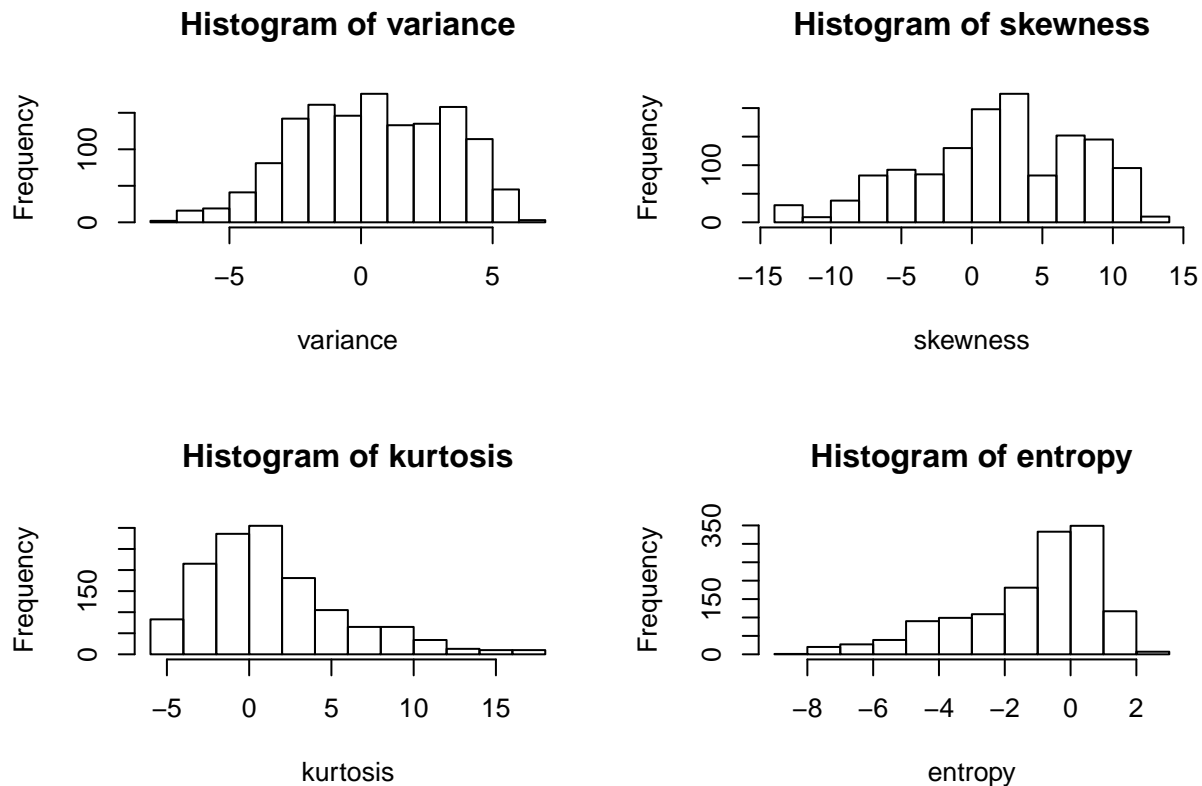 Histogram of variance
Frequency
0
100
−5 0 5
variance
Histogram of skewness
Frequency
0
100
−15 −10 −5 0 5 10 15
skewness
Histogram of kurtosis
Frequency
0
150
−5 0 5 10 15
kurtosis
Histogram of entropy
Frequency
0
150
350
−8 −6 −4 −2 0 2
entropy